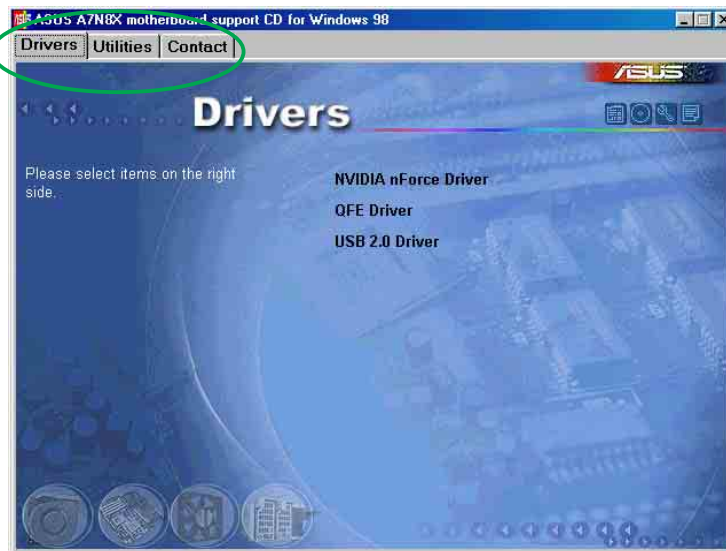 ASUS A7N8X motherboard support CD for Windows 98
Drivers Utilities Contact
ASUS
Drivers
Please select items on the right
side.
NVIDIA nForce Driver
QFE Driver
USB 2.0 Driver